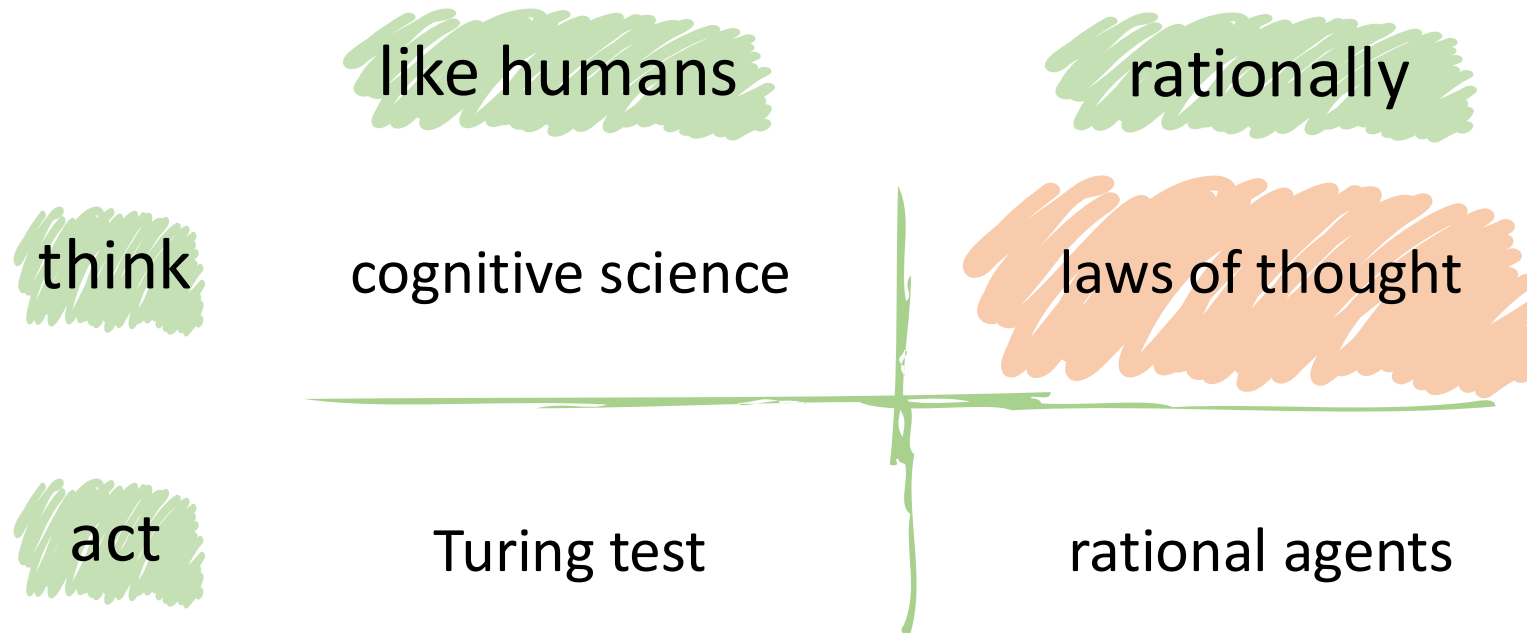 like humans rationally
think cognitive science laws of thought
act Turing test rational agents